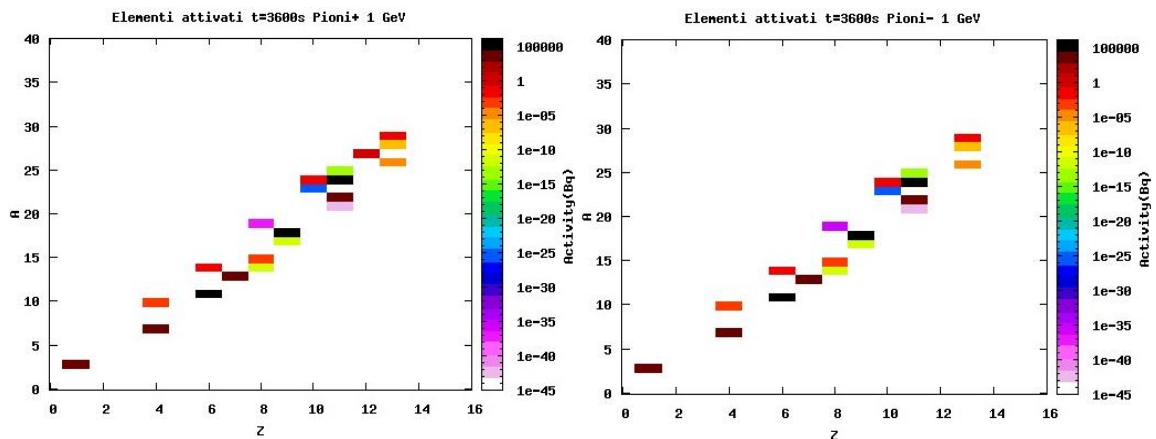 Elementi attivati t=3600s Pioni+ 1 GeV
40
35
30
25
20
15
10
5
0
A
0 2 4 6 8 10 12 14 16
Z
100000
1
1e-05
1e-10
1e-15
1e-20
1e-25
1e-30
1e-35
1e-40
1e-45
Activity(Bq)
Elementi attivati t=3600s Pioni- 1 GeV
40
35
30
25
20
15
10
5
0
A
0 2 4 6 8 10 12 14 16
Z
100000
1
1e-05
1e-10
1e-15
1e-20
1e-25
1e-30
1e-35
1e-40
1e-45
Activity(Bq)